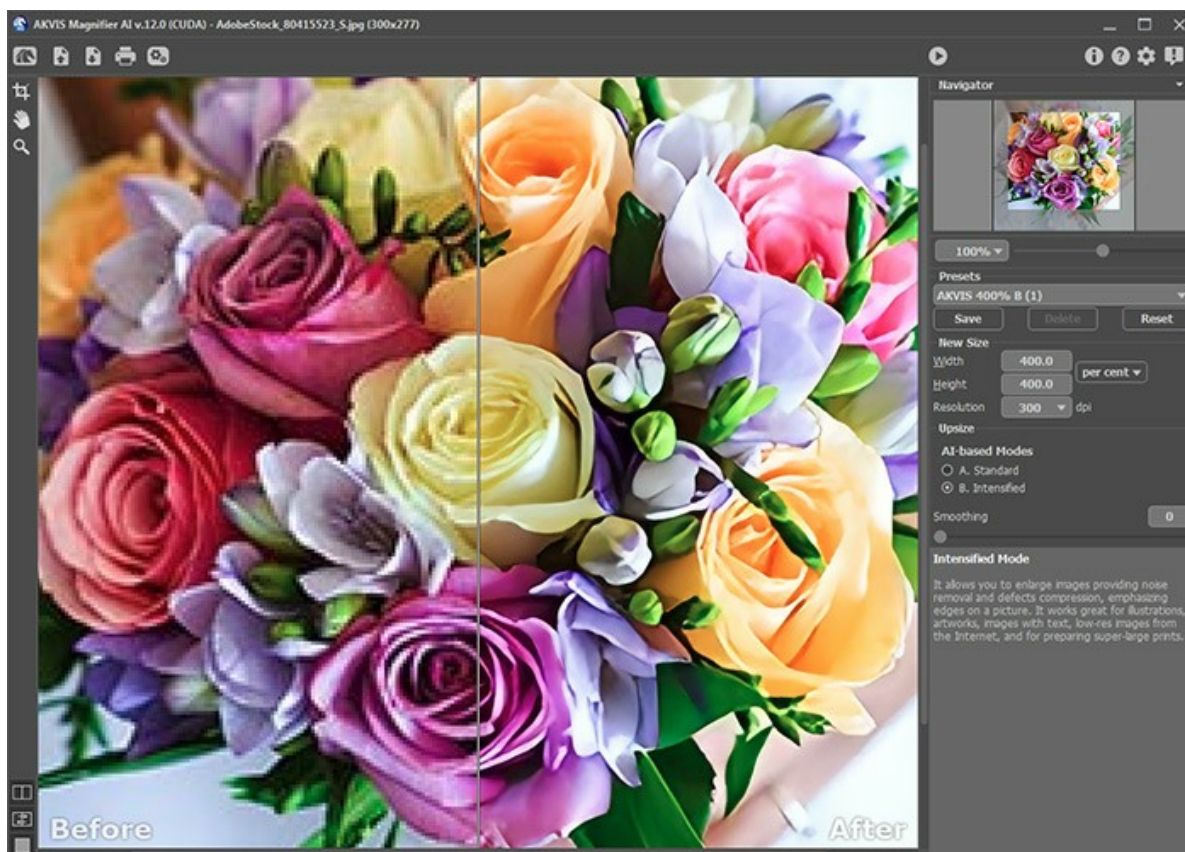 AKVIS Magnifier AI v.12.0 (CUDA) - AdobeStock_80415523_S.jpg (300x277)
Navigator
100%
Presets
AKVIS 400% B (1)
Save Delete Reset
New Size
Width 400.0
per cent
Height 400.0
Resolution 300 dpi
Upsize
AI-based Modes
A. Standard
B. Intensified
Smoothing 0
Intensified Mode
It allows you to enlarge images providing noise
removal and defects compression, emphasizing
edges on a picture. It works great for illustrations,
artworks, images with text, low-res images from
the Internet, and for preparing super-large prints.
Before After